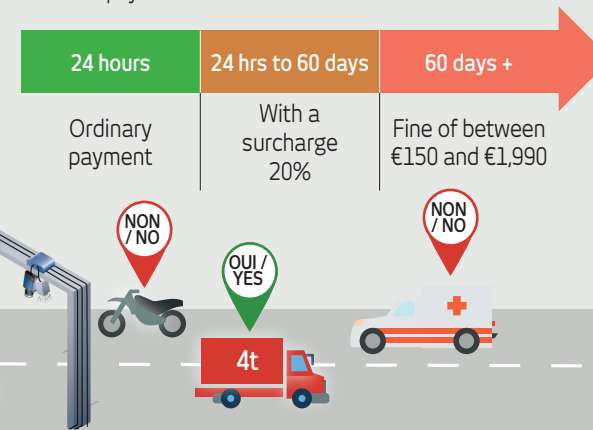 24 hours
24 hrs to 60 days
60 days +
Ordinary
payment
With a
surcharge
20%
Fine of between
€150 and €1,990
NON
/ NO
OUI /
YES
NON
/ NO
4t